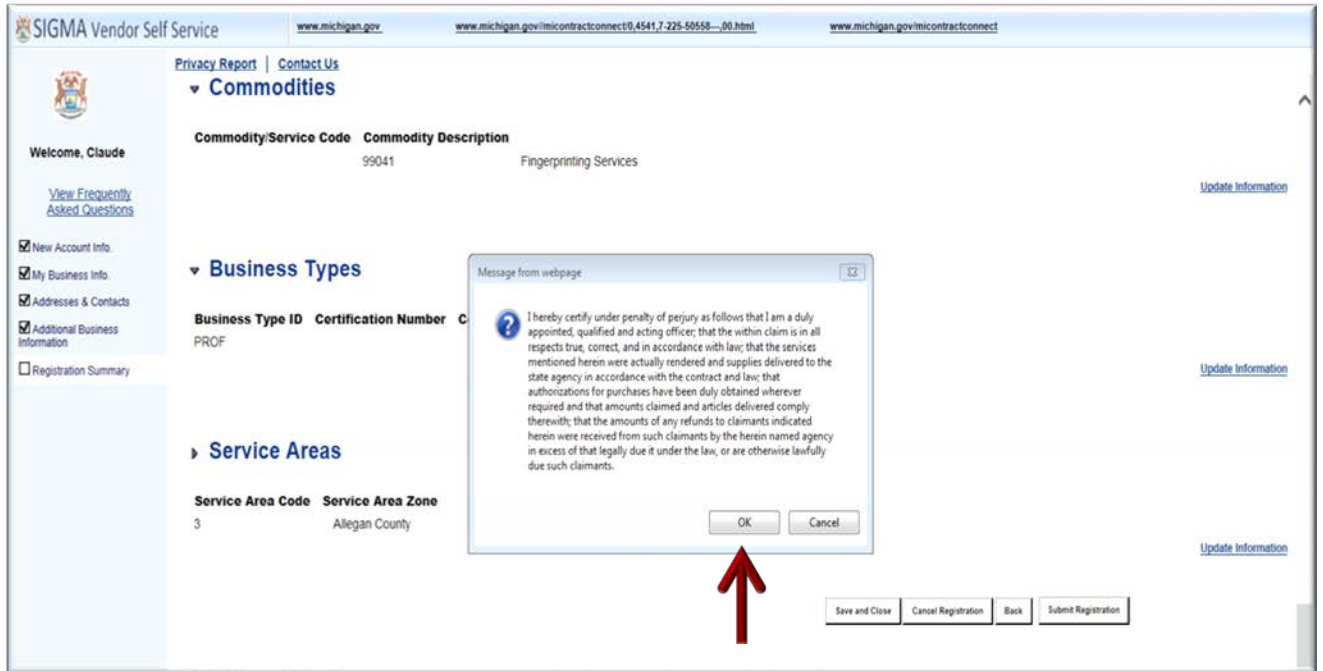 SIGMA Vendor Self Service
www.michigan.gov
www.michigan.gov/micontractconnect/0,4541,7-225-50558---,00.html
www.michigan.gov/micontractconnect
Privacy Report | Contact Us
Commodities
Commodity/Service Code Commodity Description
99041 Fingerprinting Services
Update Information
Welcome, Claude
View Frequently
Asked Questions
New Account Info.
My Business Info.
Addresses & Contacts
Additional Business
Information
Registration Summary
Business Types
Business Type ID Certification Number C
PROF
Update Information
Message from webpage
I hereby certify under penalty of perjury as follows that I am a duly
appointed, qualified and acting officer; that the within claim is in all
respects true, correct, and in accordance with law; that the services
mentioned herein were actually rendered and supplies delivered to the
state agency in accordance with the contract and law; that
authorizations for purchases have been duly obtained wherever
required and that amounts claimed and articles delivered comply
therewith; that the amounts of any refunds to claimants indicated
herein were received from such claimants by the herein named agency
in excess of that legally due it under the law, or are otherwise lawfully
due such claimants.
OK Cancel
Service Areas
Service Area Code Service Area Zone
3 Allegan County
Update Information
Save and Close Cancel Registration Back Submit Registration